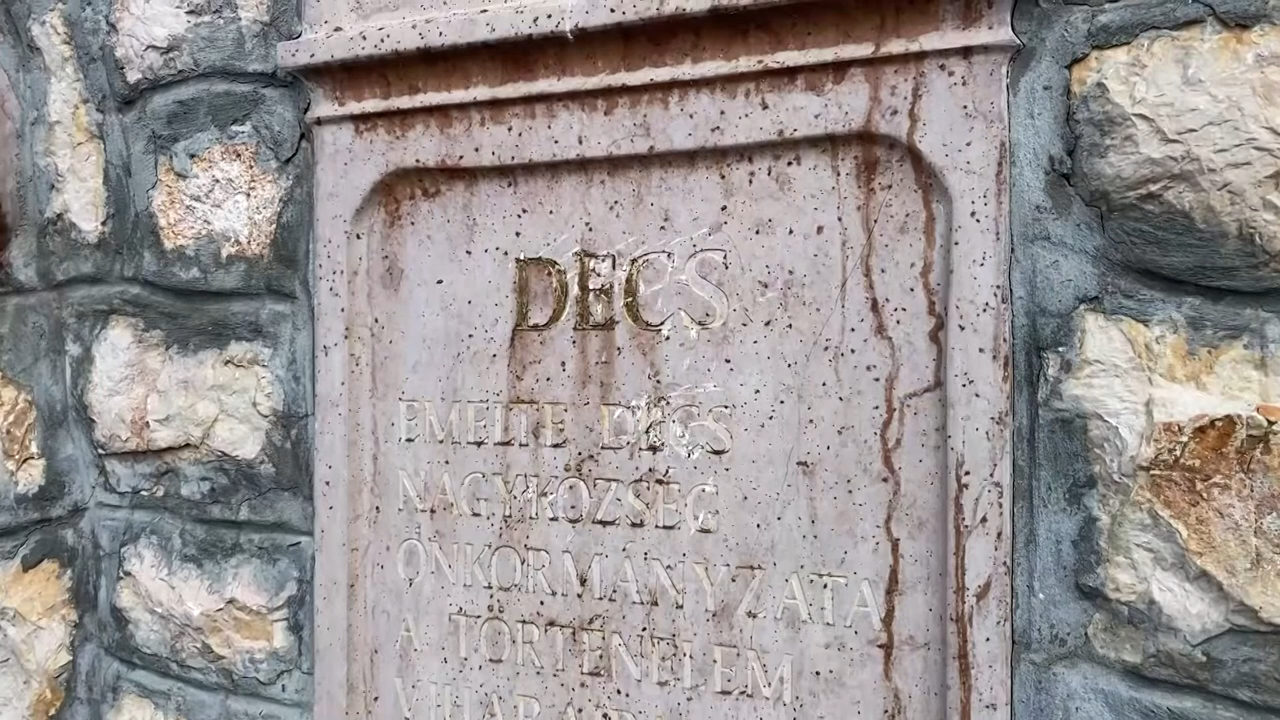 DECS
EMELTE DECS
NAGYKÖZSÉG
ÖNKORMÁNYZATA
A TÖRTÉNELEM